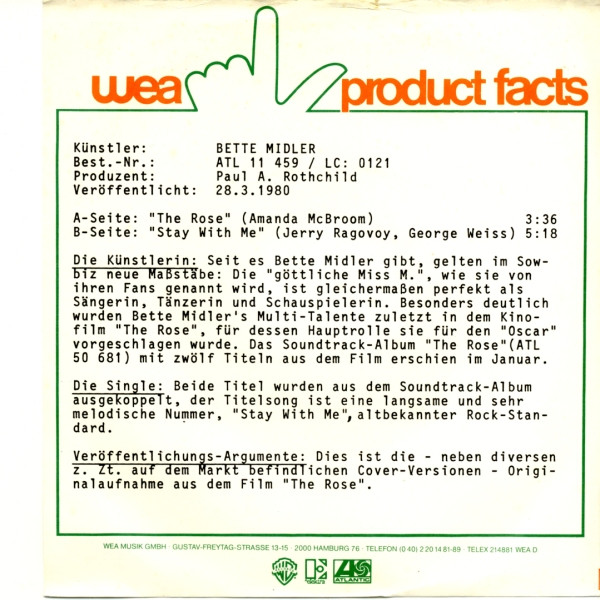 wea product facts
Künstler: BETTE MIDLER
Best.-Nr.: ATL 11 459 / LC: 0121
Produzent: Paul A. Rothchild
Veröffentlicht: 28.3.1980
A-Seite: "The Rose" (Amanda McBroom) 3:36
B-Seite: "Stay With Me" (Jerry Ragovoy, George Weiss) 5:18
Die Künstlerin: Seit es Bette Midler gibt, gelten im Sow-
biz neue Maßstäbe: Die "göttliche Miss M.", wie sie von
ihren Fans genannt wird, ist gleichermaßen perfekt als
Sängerin, Tänzerin und Schauspielerin. Besonders deutlich
wurden Bette Midler's Multi-Talente zuletzt in dem Kino-
film "The Rose", für dessen Hauptrolle sie für den "Oscar"
vorgeschlagen wurde. Das Soundtrack-Album "The Rose"(ATL
50 681) mit zwölf Titeln aus dem Film erschien im Januar.
Die Single: Beide Titel wurden aus dem Soundtrack-Album
ausgekoppelt, der Titelsong ist eine langsame und sehr
melodische Nummer, "Stay With Me", altbekannter Rock-Stan-
dard.
Veröffentlichungs-Argumente: Dies ist die - neben diversen
z. Zt. auf dem Markt befindlichen Cover-Versionen - Origi-
nalaufnahme aus dem Film "The Rose".
WEA MUSIK GMBH · GUSTAV-FREYTAG-STRASSE 13-15 · 2000 HAMBURG 76 · TELEFON (0 40) 2 20 14 81-89 · TELEX 214881 WEA D
ATLANTIC